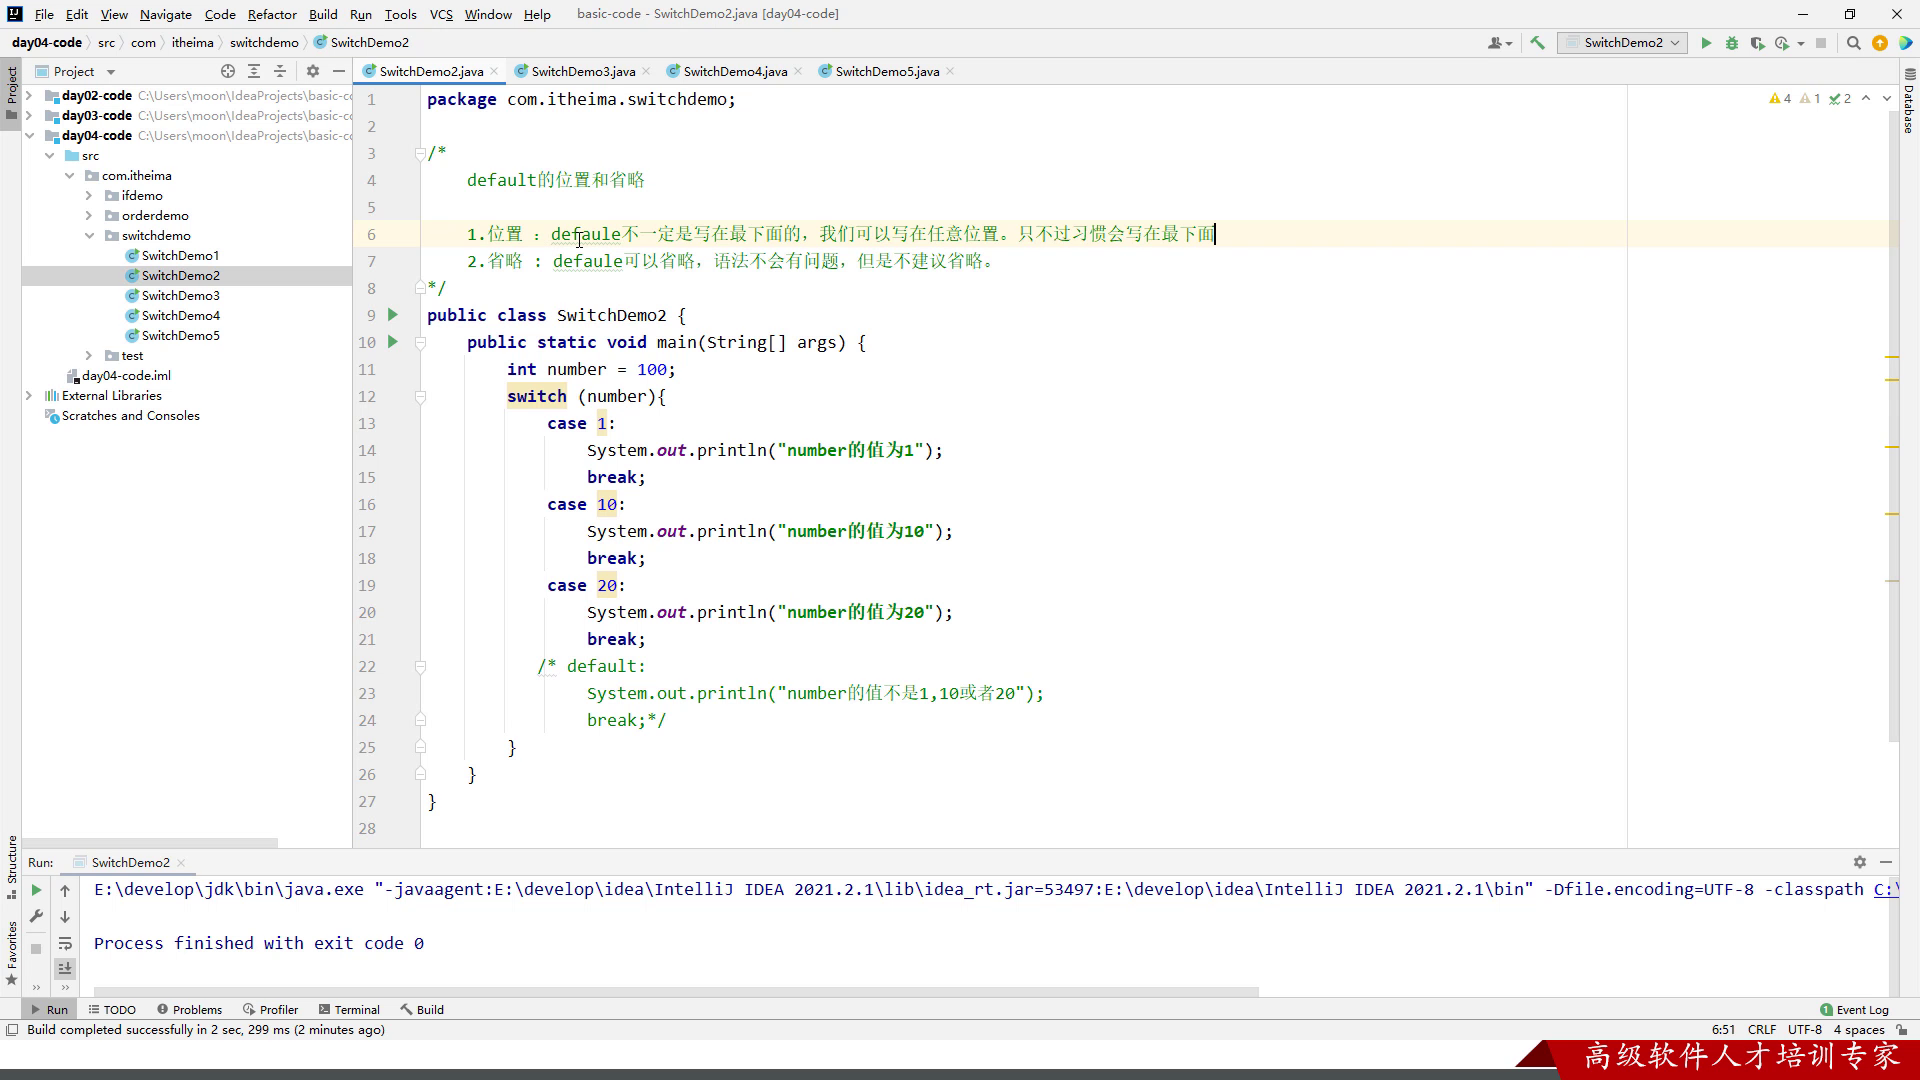 File Edit View Navigate Code Refactor Build Run Tools VCS Window Help basic-code - SwitchDemo2.java [day04-code]
day04-code src com itheima switchdemo SwitchDemo2
SwitchDemo2
Project
SwitchDemo2.java SwitchDemo3.java SwitchDemo4.java SwitchDemo5.java
Project
Database
day02-code C:\Users\moon\IdeaProjects\basic-c
day03-code C:\Users\moon\IdeaProjects\basic-c
day04-code C:\Users\moon\IdeaProjects\basic-c
src
com.itheima
ifdemo
orderdemo
switchdemo
SwitchDemo1
SwitchDemo2
SwitchDemo3
SwitchDemo4
SwitchDemo5
test
day04-code.iml
External Libraries
Scratches and Consoles
4 1 2
1 package com.itheima.switchdemo;
2
3 /*
4 default的位置和省略
5
6 1.位置 : defaule不一定是写在最下面的，我们可以写在任意位置。只不过习惯会写在最下面
7 2.省略 : defaule可以省略，语法不会有问题，但是不建议省略。
8 */
9 public class SwitchDemo2 {
10 public static void main(String[] args) {
11 int number = 100;
12 switch (number){
13 case 1:
14 System.out.println("number的值为1");
15 break;
16 case 10:
17 System.out.println("number的值为10");
18 break;
19 case 20:
20 System.out.println("number的值为20");
21 break;
22 /* default:
23 System.out.println("number的值不是1,10或者20");
24 break;*/
25 }
26 }
27 }
28
Structure
Favorites
Run: SwitchDemo2
E:\develop\jdk\bin\java.exe "-javaagent:E:\develop\idea\IntelliJ IDEA 2021.2.1\lib\idea_rt.jar=53497:E:\develop\idea\IntelliJ IDEA 2021.2.1\bin" -Dfile.encoding=UTF-8 -classpath C:\
Process finished with exit code 0
Run TODO Problems Profiler Terminal Build 1 Event Log
Build completed successfully in 2 sec, 299 ms (2 minutes ago) 6:51 CRLF UTF-8 4 spaces
高级软件人才培训专家